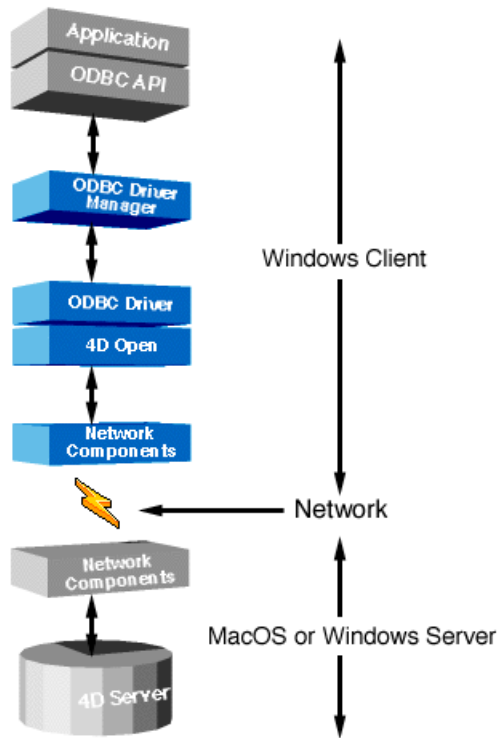 Application
ODBC API
ODBC Driver
Manager
Windows Client
ODBC Driver
4D Open
Network
Components
Network
Network
Components
MacOS or Windows Server
4D Server